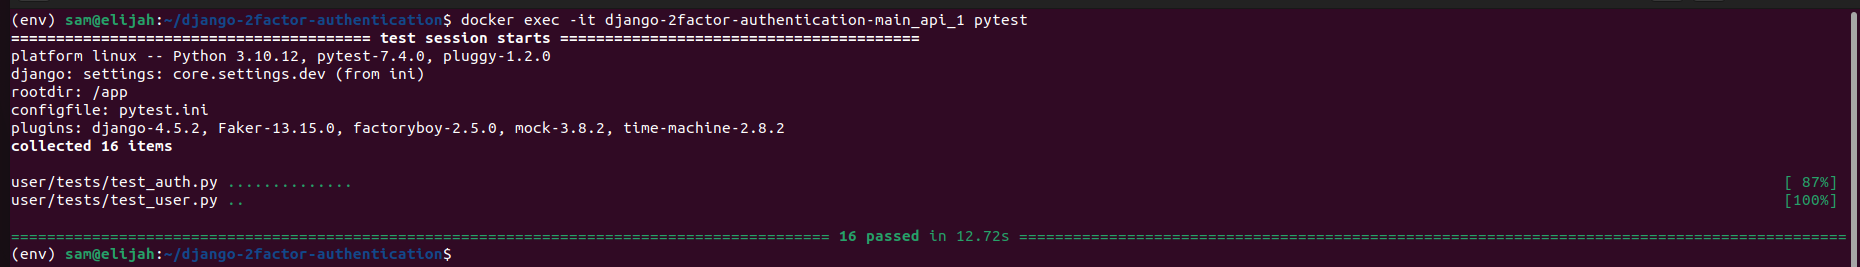 (env) sam@elijah:~/django-2factor-authentication$ docker exec -it django-2factor-authentication-main_api_1 pytest
======================================== test session starts ========================================
platform linux -- Python 3.10.12, pytest-7.4.0, pluggy-1.2.0
django: settings: core.settings.dev (from ini)
rootdir: /app
configfile: pytest.ini
plugins: django-4.5.2, Faker-13.15.0, factoryboy-2.5.0, mock-3.8.2, time-machine-2.8.2
collected 16 items
user/tests/test_auth.py .............. [ 87%]
user/tests/test_user.py .. [100%]
=========================================================================================== 16 passed in 12.72s ============================================================================================
(env) sam@elijah:~/django-2factor-authentication$